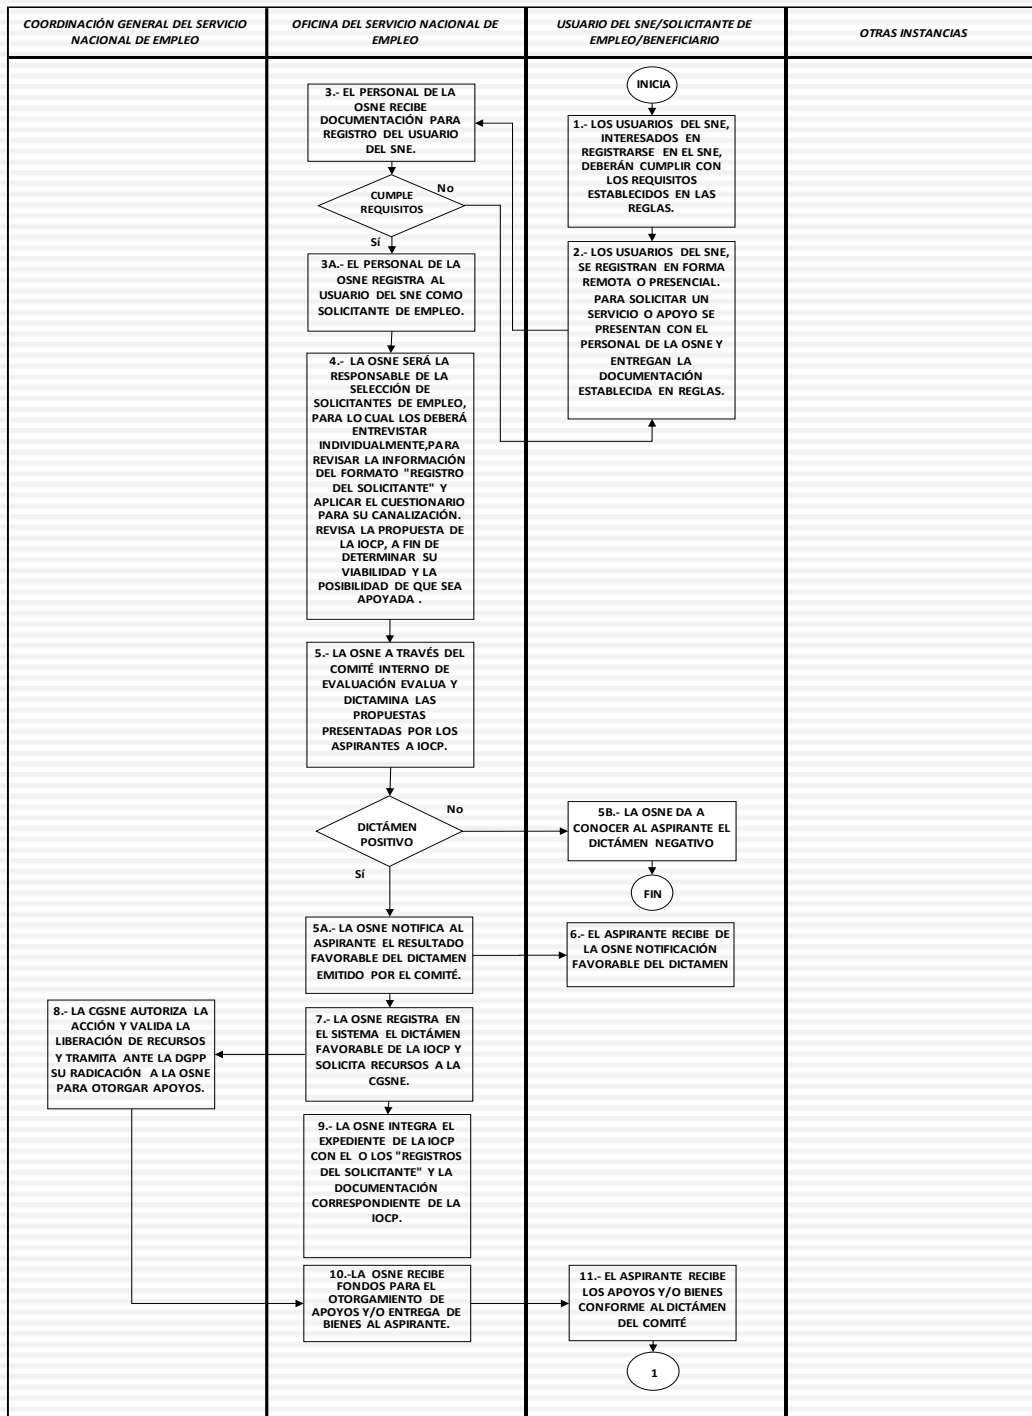 COORDINACIÓN GENERAL DEL SERVICIO
NACIONAL DE EMPLEO
OFICINA DEL SERVICIO NACIONAL DE
EMPLEO
USUARIO DEL SNE/SOLICITANTE DE
EMPLEO/BENEFICIARIO
OTRAS INSTANCIAS
INICIA
1.- LOS USUARIOS DEL SNE,
INTERESADOS EN
REGISTRARSE EN EL SNE,
DEBERÁN CUMPLIR CON
LOS REQUISITOS
ESTABLECIDOS EN LAS
REGLAS.
2.- LOS USUARIOS DEL SNE,
SE REGISTRAN EN FORMA
REMOTA O PRESENCIAL.
PARA SOLICITAR UN
SERVICIO O APOYO SE
PRESENTAN CON EL
PERSONAL DE LA OSNE Y
ENTREGAN LA
DOCUMENTACIÓN
ESTABLECIDA EN REGLAS.
3.- EL PERSONAL DE LA
OSNE RECIBE
DOCUMENTACIÓN PARA
REGISTRO DEL USUARIO
DEL SNE.
CUMPLE
REQUISITOS
No
Sí
3A.- EL PERSONAL DE LA
OSNE REGISTRA AL
USUARIO DEL SNE COMO
SOLICITANTE DE EMPLEO.
4.- LA OSNE SERÁ LA
RESPONSABLE DE LA
SELECCIÓN DE
SOLICITANTES DE EMPLEO,
PARA LO CUAL LOS DEBERÁ
ENTREVISTAR
INDIVIDUALMENTE,PARA
REVISAR LA INFORMACIÓN
DEL FORMATO "REGISTRO
DEL SOLICITANTE" Y
APLICAR EL CUESTIONARIO
PARA SU CANALIZACIÓN.
REVISA LA PROPUESTA DE
LA IOCP, A FIN DE
DETERMINAR SU
VIABILIDAD Y LA
POSIBILIDAD DE QUE SEA
APOYADA .
5.- LA OSNE A TRAVÉS DEL
COMITÉ INTERNO DE
EVALUACIÓN EVALUA Y
DICTAMINA LAS
PROPUESTAS
PRESENTADAS POR LOS
ASPIRANTES A IOCP.
DICTÁMEN
POSITIVO
No
Sí
5B.- LA OSNE DA A
CONOCER AL ASPIRANTE EL
DICTÁMEN NEGATIVO
FIN
5A.- LA OSNE NOTIFICA AL
ASPIRANTE EL RESULTADO
FAVORABLE DEL DICTAMEN
EMITIDO POR EL COMITÉ.
6.- EL ASPIRANTE RECIBE DE
LA OSNE NOTIFICACIÓN
FAVORABLE DEL DICTAMEN
7.- LA OSNE REGISTRA EN
EL SISTEMA EL DICTÁMEN
FAVORABLE DE LA IOCP Y
SOLICITA RECURSOS A LA
CGSNE.
8.- LA CGSNE AUTORIZA LA
ACCIÓN Y VALIDA LA
LIBERACIÓN DE RECURSOS
Y TRAMITA ANTE LA DGPP
SU RADICACIÓN A LA OSNE
PARA OTORGAR APOYOS.
9.- LA OSNE INTEGRA EL
EXPEDIENTE DE LA IOCP
CON EL O LOS "REGISTROS
DEL SOLICITANTE" Y LA
DOCUMENTACIÓN
CORRESPONDIENTE DE LA
IOCP.
10.-LA OSNE RECIBE
FONDOS PARA EL
OTORGAMIENTO DE
APOYOS Y/O ENTREGA DE
BIENES AL ASPIRANTE.
11.- EL ASPIRANTE RECIBE
LOS APOYOS Y/O BIENES
CONFORME AL DICTÁMEN
DEL COMITÉ
1